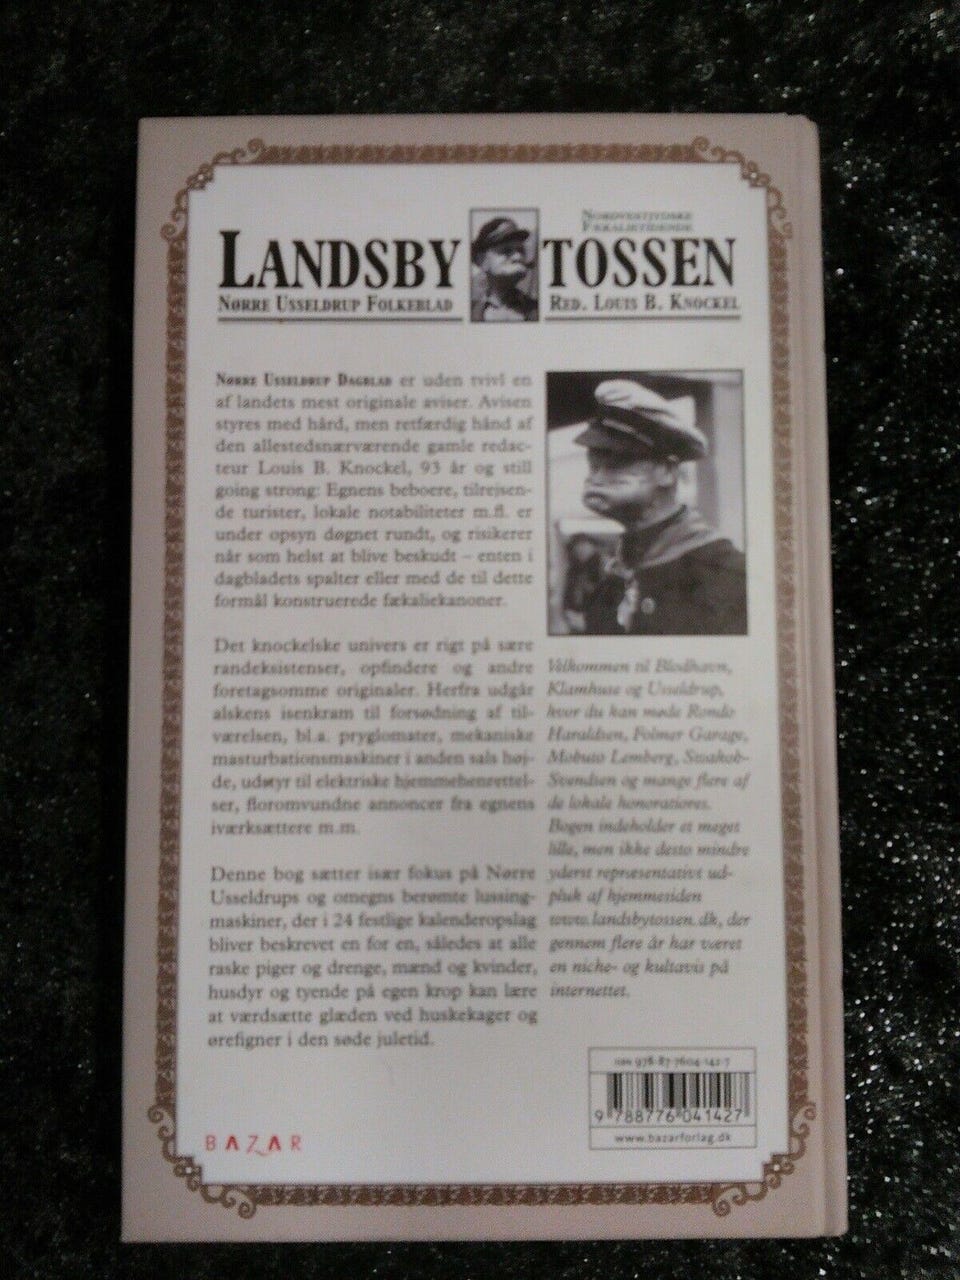 LANDSBY
NORDVESTJYDSKE
FÆKALIETIDENDE
TOSSEN
NØRRE USSELDRUP FOLKEBLAD
RED. LOUIS B. KNOCKEL
NØRRE USSELDRUP DAGBLAD er uden tvivl en
af landets mest originale aviser. Avisen
styres med hård, men retfærdig hånd af
den allestedsnærværende gamle redac-
teur Louis B. Knockel, 93 år og still
going strong: Egnens beboere, tilrejsen-
de turister, lokale notabiliteter m.fl. er
under opsyn døgnet rundt, og risikerer
når som helst at blive beskudt – enten i
dagbladets spalter eller med de til dette
formål konstruerede fækaliekanoner.
Det knockelske univers er rigt på sære
randeksistenser, opfindere og andre
foretagsomme originaler. Herfra udgår
alskens isenkram til forsødning af til-
værelsen, bl.a. pryglomater, mekaniske
masturbationsmaskiner i anden sals høj-
de, udstyr til elektriske hjemmehenrettel-
ser, floromvundne annoncer fra egnens
iværksættere m.m.
Denne bog sætter især fokus på Nørre
Usseldrups og omegns berømte lussing-
maskiner, der i 24 festlige kalenderopslag
bliver beskrevet en for en, således at alle
raske piger og drenge, mænd og kvinder,
husdyr og tyende på egen krop kan lære
at værdsætte glæden ved huskekager og
ørefigner i den søde juletid.
Velkommen til Blodhavn,
Klamhuse og Usseldrup,
hvor du kan møde Rondo
Haraldsen, Folmer Garage,
Mobuto Lemberg, Swakob-
Svendsen og mange flere af
de lokale honoratiores.
Bogen indeholder et meget
lille, men ikke desto mindre
yderst repræsentativt ud-
pluk af hjemmesiden
www.landsbytossen.dk, der
gennem flere år har været
en niche- og kultavis på
internettet.
ISBN 978-87-7604-142-7
9 788776 041427
www.bazarforlag.dk
BAZAR